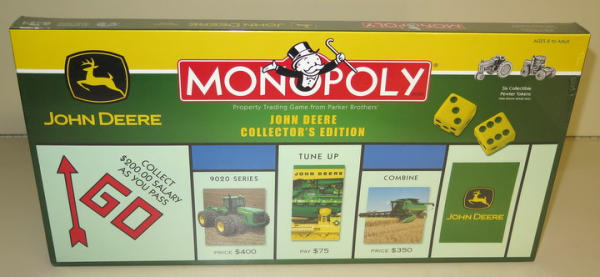 JOHN DEERE
MONOPOLY
AGES 8 to Adult
MONOPOLY®
Property Trading Game from Parker Brothers®
JOHN DEERE
COLLECTOR'S EDITION
JOHN DEERE
Six Collectible
Pewter Tokens
COLLECT
$200.00 SALARY
AS YOU PASS
GO
9020 SERIES
PRICE $400
TUNE UP
JOHN DEERE
PAY $75
COMBINE
PRICE $350
JOHN DEERE